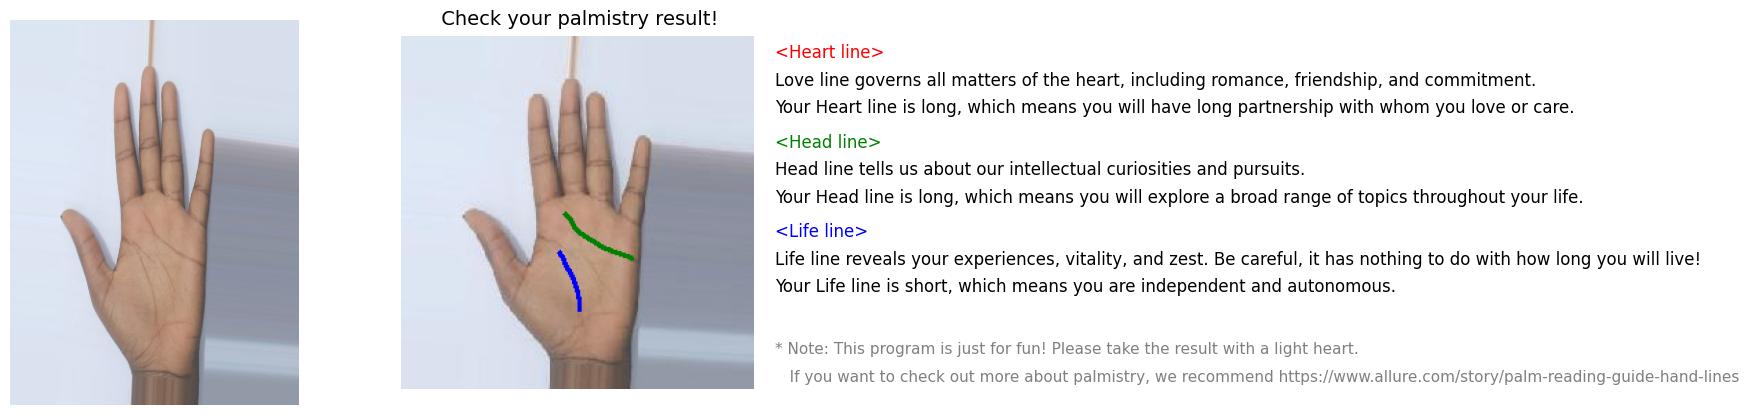 Check your palmistry result!
<Heart line>
Love line governs all matters of the heart, including romance, friendship, and commitment.
Your Heart line is long, which means you will have long partnership with whom you love or care.
<Head line>
Head line tells us about our intellectual curiosities and pursuits.
Your Head line is long, which means you will explore a broad range of topics throughout your life.
<Life line>
Life line reveals your experiences, vitality, and zest. Be careful, it has nothing to do with how long you will live!
Your Life line is short, which means you are independent and autonomous.
* Note: This program is just for fun! Please take the result with a light heart.
If you want to check out more about palmistry, we recommend https://www.allure.com/story/palm-reading-guide-hand-lines